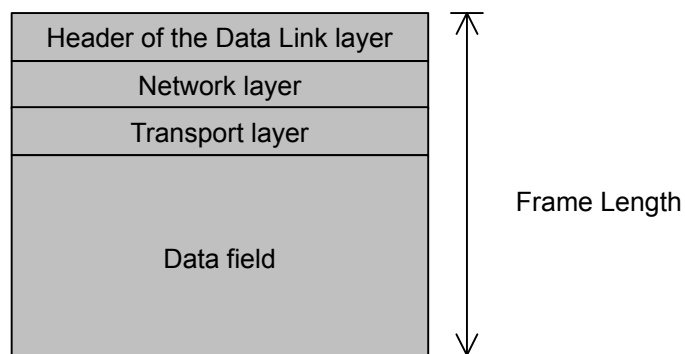 Header of the Data Link layer
Network layer
Transport layer
Frame Length
Data field